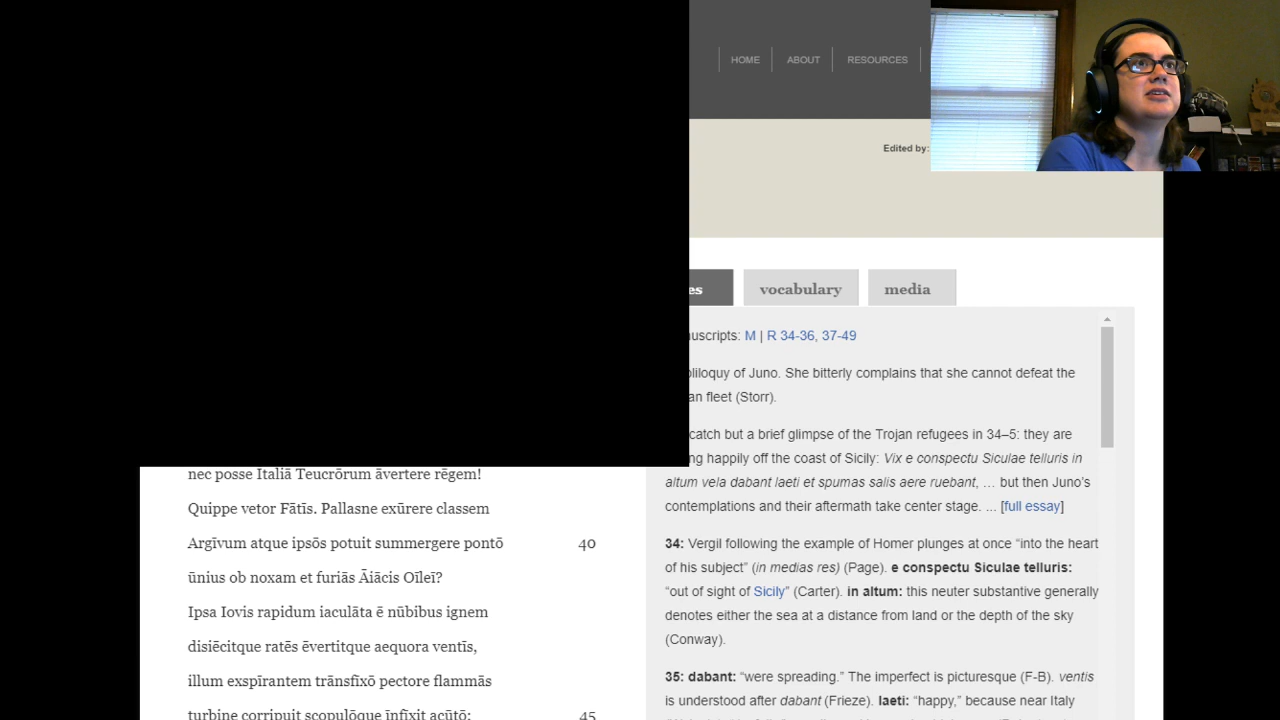 HOME ABOUT RESOURCES
Edited by:
es vocabulary media
uscripts: M | R 34-36, 37-49
liloquy of Juno. She bitterly complains that she cannot defeat the
an fleet (Storr).
catch but a brief glimpse of the Trojan refugees in 34–5: they are
ng happily off the coast of Sicily: Vix e conspectu Siculae telluris in
altum vela dabant laeti et spumas salis aere ruebant, … but then Juno’s
contemplations and their aftermath take center stage. ... [full essay]
34: Vergil following the example of Homer plunges at once “into the heart
of his subject” (in medias res) (Page). e conspectu Siculae telluris:
“out of sight of Sicily” (Carter). in altum: this neuter substantive generally
denotes either the sea at a distance from land or the depth of the sky
(Conway).
35: dabant: “were spreading.” The imperfect is picturesque (F-B). ventis
is understood after dabant (Frieze). laeti: “happy,” because near Italy
nec posse Italiā Teucrōrum āvertere rēgem!
Quippe vetor Fātīs. Pallasne exūrere classem
Argīvum atque ipsōs potuit summergere pontō 40
ūnius ob noxam et furiās Āiācis Oīleī?
Ipsa Iovis rapidum iaculāta ē nūbibus ignem
disiēcitque ratēs ēvertitque aequora ventīs,
illum exspīrantem trānsfīxō pectore flammās
turbine corripuit scopulōque īnfīxit acūtō; 45